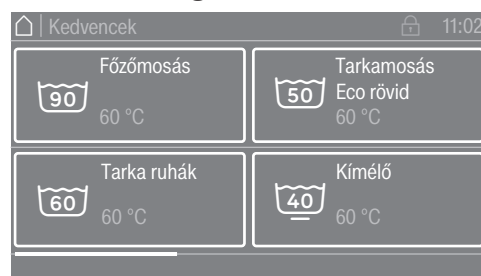 Kedvencek 11:02
Főzőmosás
90
60 °C
Tarkamosás
50 Eco rövid
60 °C
Tarka ruhák
60
60 °C
Kímélő
40
60 °C